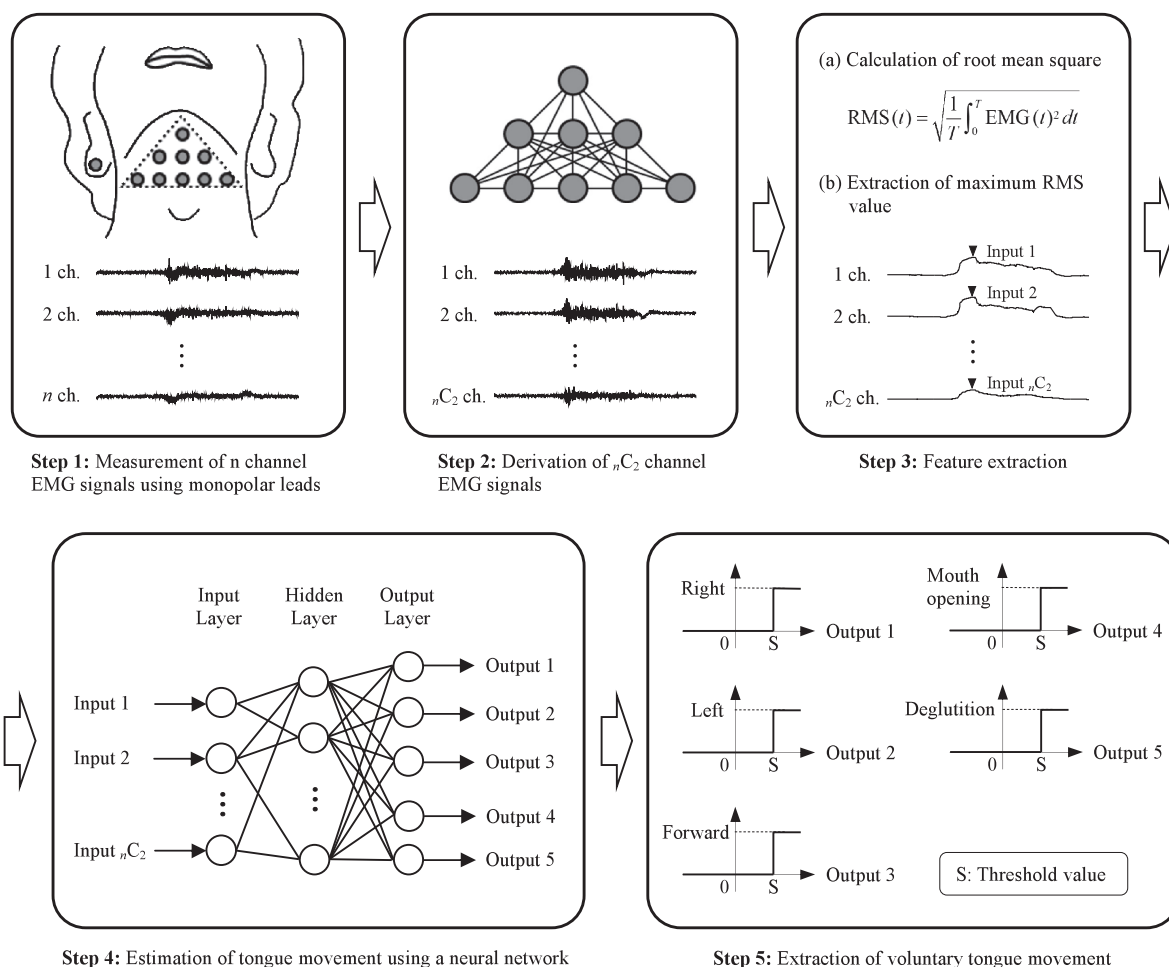 1 ch.
2 ch.
n ch.
Step 1: Measurement of n channel
EMG signals using monopolar leads
1 ch.
2 ch.
nC2 ch.
Step 2: Derivation of nC2 channel
EMG signals
(a) Calculation of root mean square
RMS(t) = √(1/T ∫₀ᵀ EMG(t)² dt)
(b) Extraction of maximum RMS
value
Input 1
1 ch.
Input 2
2 ch.
Input nC2
nC2 ch.
Step 3: Feature extraction
Input
Layer
Hidden
Layer
Output
Layer
Input 1
Input 2
Input nC2
Output 1
Output 2
Output 3
Output 4
Output 5
Step 4: Estimation of tongue movement using a neural network
Right
0
S
Output 1
Mouth
opening
0
S
Output 4
Left
0
S
Output 2
Deglutition
0
S
Output 5
Forward
0
S
Output 3
S: Threshold value
Step 5: Extraction of voluntary tongue movement